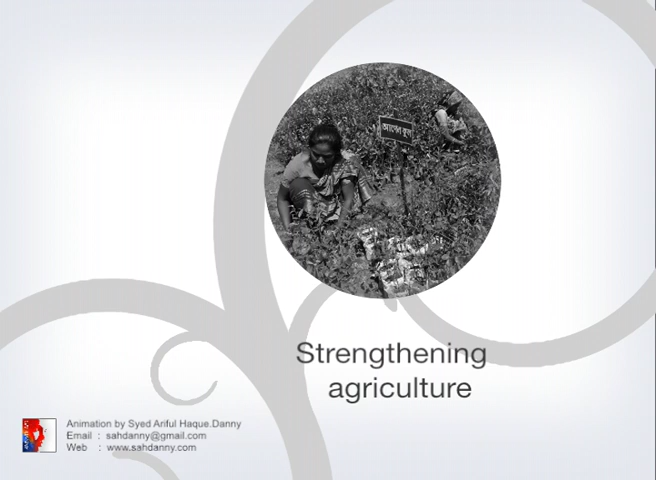 Strengthening
agriculture
Animation by Syed Ariful Haque.Danny
Email : sahdanny@gmail.com
Web : www.sahdanny.com